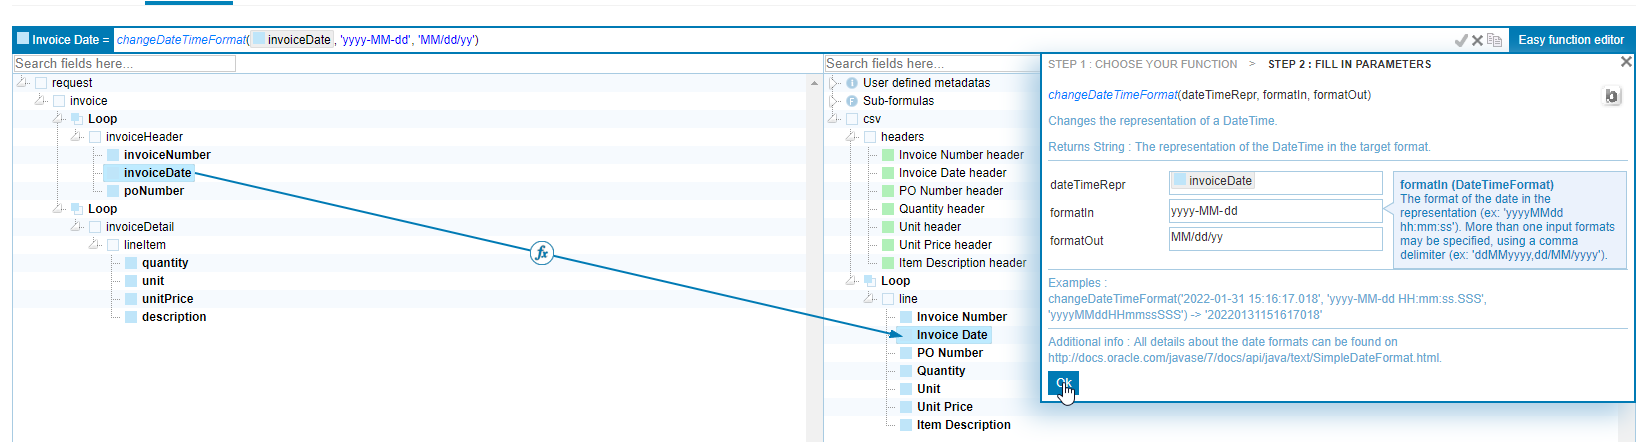 Invoice Date = changeDateTimeFormat( invoiceDate, 'yyyy-MM-dd', 'MM/dd/yy')
Easy function editor
Search fields here...
request
invoice
Loop
invoiceHeader
invoiceNumber
invoiceDate
poNumber
Loop
invoiceDetail
lineItem
quantity
unit
unitPrice
description
fx
Search fields here...
User defined metadatas
Sub-formulas
csv
headers
Invoice Number header
Invoice Date header
PO Number header
Quantity header
Unit header
Unit Price header
Item Description header
Loop
line
Invoice Number
Invoice Date
PO Number
Quantity
Unit
Unit Price
Item Description
STEP 1 : CHOOSE YOUR FUNCTION > STEP 2 : FILL IN PARAMETERS
changeDateTimeFormat(dateTimeRepr, formatIn, formatOut)
Changes the representation of a DateTime.
Returns String : The representation of the DateTime in the target format.
dateTimeRepr invoiceDate
formatIn yyyy-MM-dd
formatOut MM/dd/yy
formatIn (DateTimeFormat)
The format of the date in the
representation (ex: 'yyyyMMdd
hh:mm:ss'). More than one input formats
may be specified, using a comma
delimiter (ex: 'ddMMyyyy,dd/MM/yyyy').
Examples :
changeDateTimeFormat('2022-01-31 15:16:17.018', 'yyyy-MM-dd HH:mm:ss.SSS',
'yyyyMMddHHmmssSSS') -> '20220131151617018'
Additional info : All details about the date formats can be found on
http://docs.oracle.com/javase/7/docs/api/java/text/SimpleDateFormat.html.
Ok